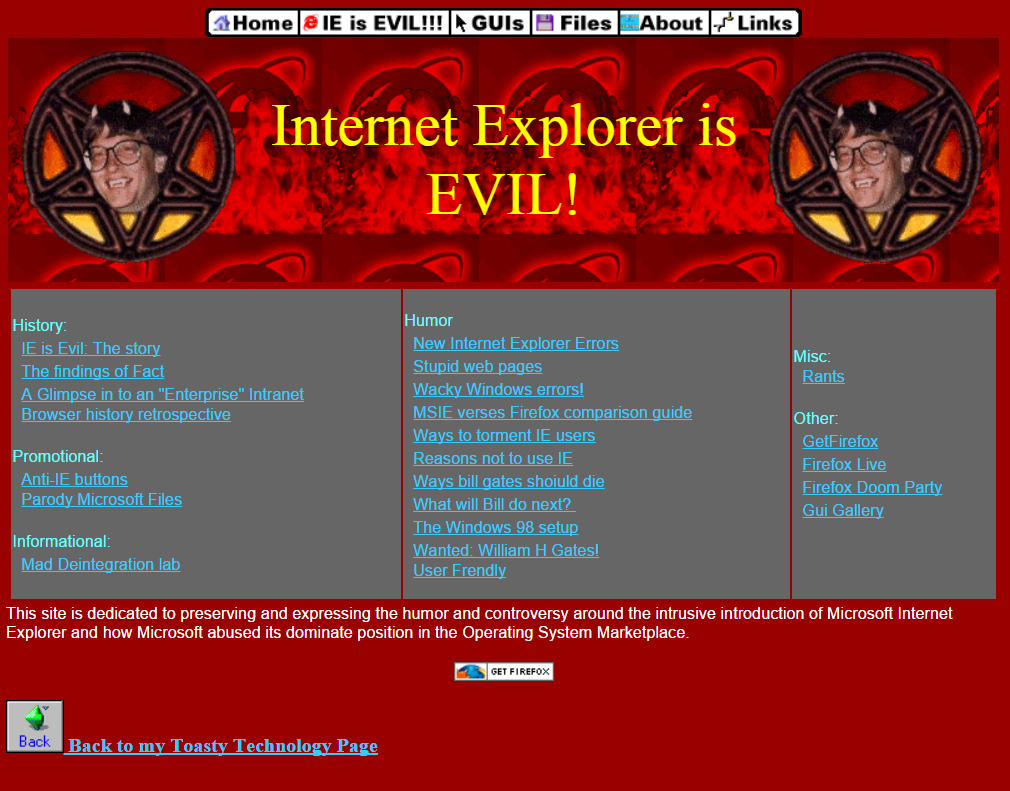 Home IE is EVIL!!! GUIs Files About Links
Internet Explorer is
EVIL!
History:
IE is Evil: The story
The findings of Fact
A Glimpse in to an "Enterprise" Intranet
Browser history retrospective
Promotional:
Anti-IE buttons
Parody Microsoft Files
Informational:
Mad Deintegration lab
Humor
New Internet Explorer Errors
Stupid web pages
Wacky Windows errors!
MSIE verses Firefox comparison guide
Ways to torment IE users
Reasons not to use IE
Ways bill gates shoiuld die
What will Bill do next?
The Windows 98 setup
Wanted: William H Gates!
User Frendly
Misc:
Rants
Other:
GetFirefox
Firefox Live
Firefox Doom Party
Gui Gallery
This site is dedicated to preserving and expressing the humor and controversy around the intrusive introduction of Microsoft Internet
Explorer and how Microsoft abused its dominate position in the Operating System Marketplace.
GET FIREFOX
Back
Back to my Toasty Technology Page